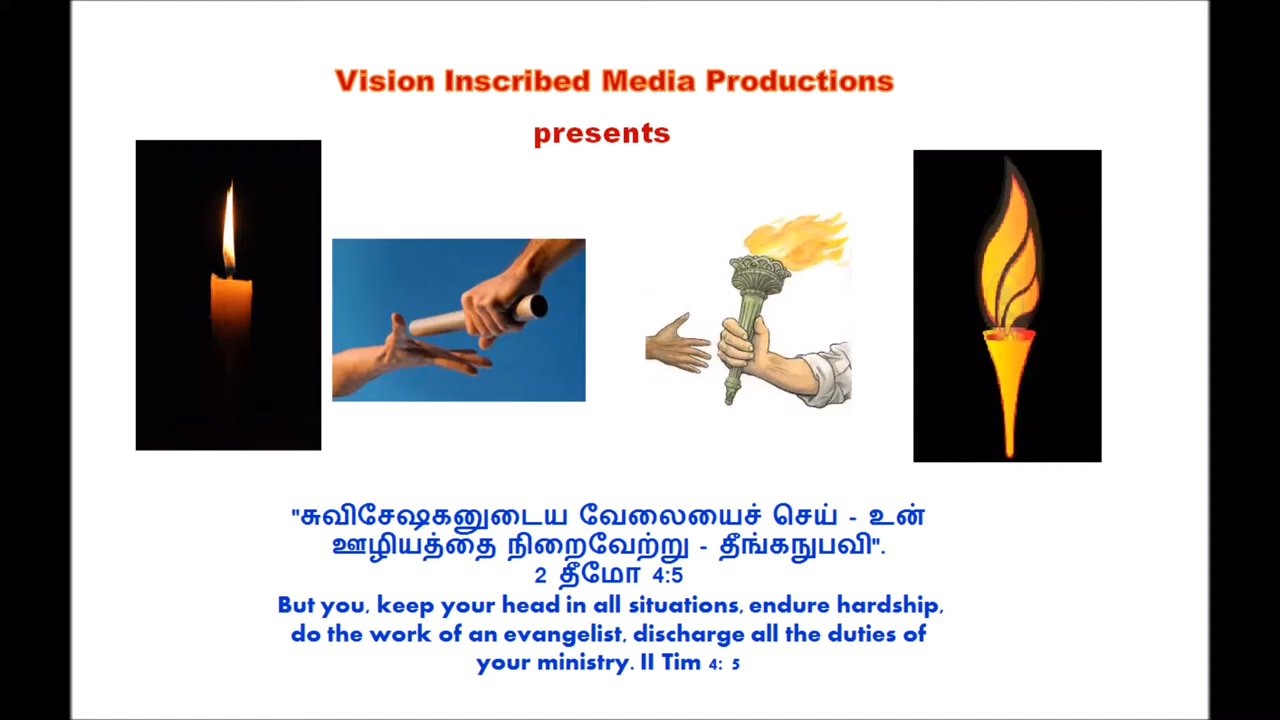 Vision Inscribed Media Productions
presents
"சுவிசேஷகனுடைய வேலையைச் செய் - உன்
ஊழியத்தை நிறைவேற்று - தீங்கநுபவி".
2 தீமோ 4:5
But you, keep your head in all situations, endure hardship,
do the work of an evangelist, discharge all the duties of
your ministry. II Tim 4: 5